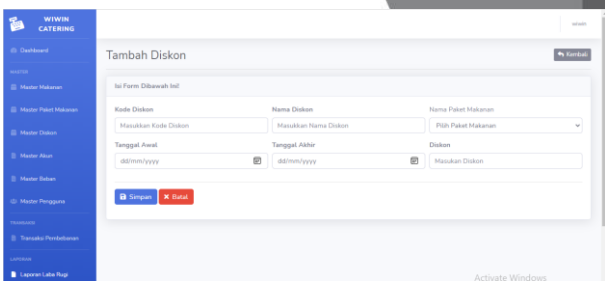 WIWIN
CATERING
wiwin
Dashboard
Tambah Diskon
Kembali
MASTER
Master Makanan
Isi Form Dibawah Ini!
Master Paket Makanan
Kode Diskon
Nama Diskon
Nama Paket Makanan
Masukkan Kode Diskon
Masukkan Nama Diskon
Pilih Paket Makanan
Master Diskon
Tanggal Awal
Tanggal Akhir
Diskon
Master Akun
dd/mm/yyyy
dd/mm/yyyy
Masukan Diskon
Master Beban
Simpan
Batal
Master Pengguna
TRANSAKSI
Transaksi Pembelianan
LAPORAN
Laporan Laba Rugi
Activate Windows